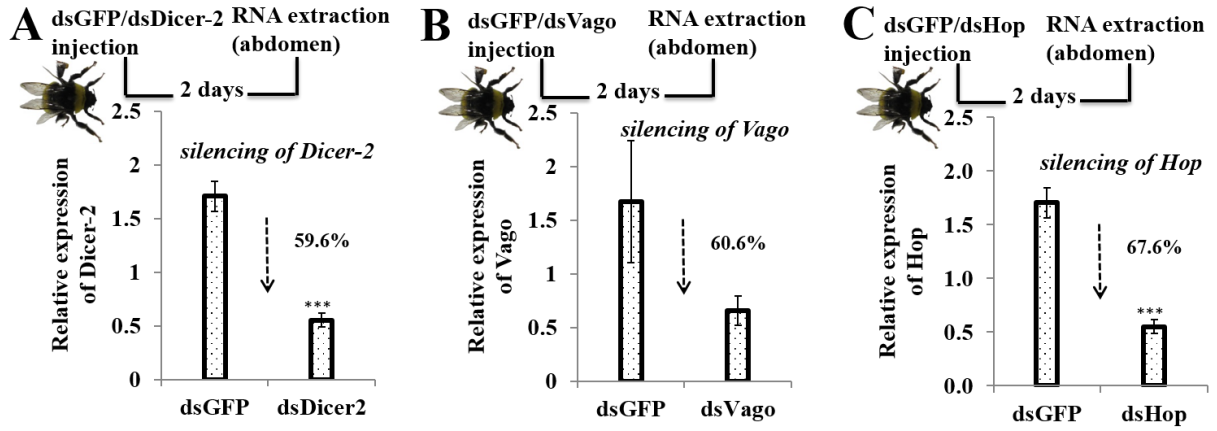 A
dsGFP/dsDicer-2
injection
RNA extraction
(abdomen)
2 days
silencing of Dicer-2
Relative expression
of Dicer-2
2.5
2
1.5
1
0.5
0
59.6%
***
dsGFP
dsDicer2
B
dsGFP/dsVago
injection
RNA extraction
(abdomen)
2 days
silencing of Vago
Relative expression
of Vago
2.5
2
1.5
1
0.5
0
60.6%
dsGFP
dsVago
C
dsGFP/dsHop
injection
RNA extraction
(abdomen)
2 days
silencing of Hop
Relative expression
of Hop
2.5
2.0
1.5
1.0
0.5
0.0
67.6%
***
dsGFP
dsHop